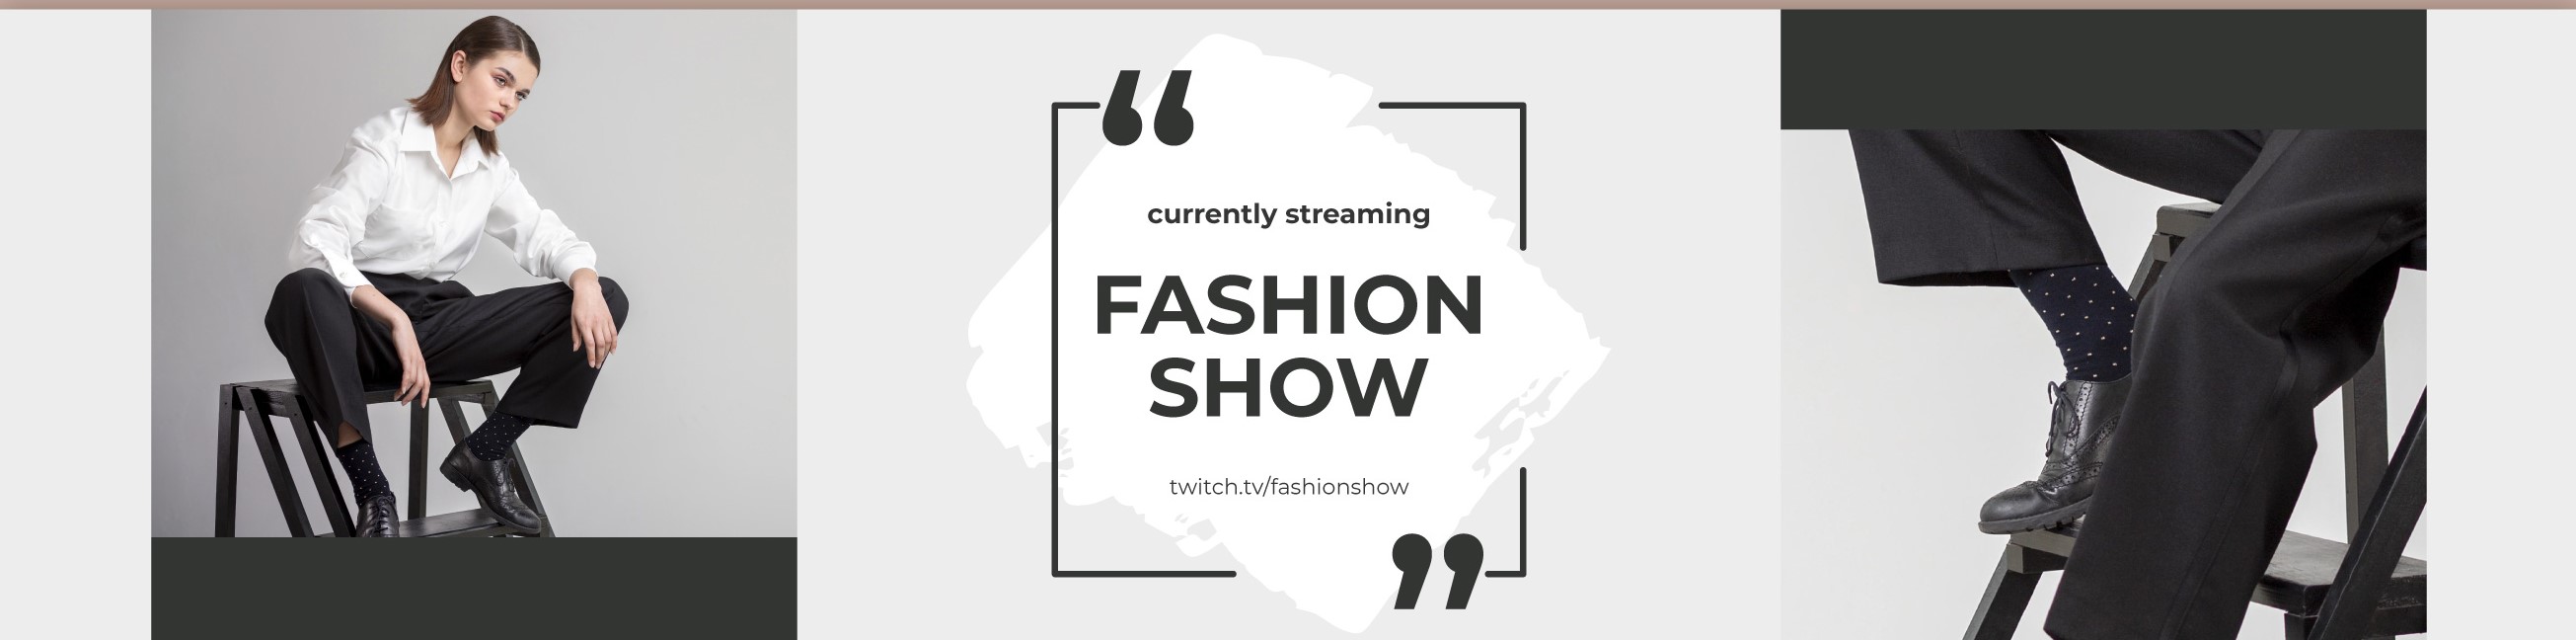 “
currently streaming
FASHION
SHOW
twitch.tv/fashionshow
”